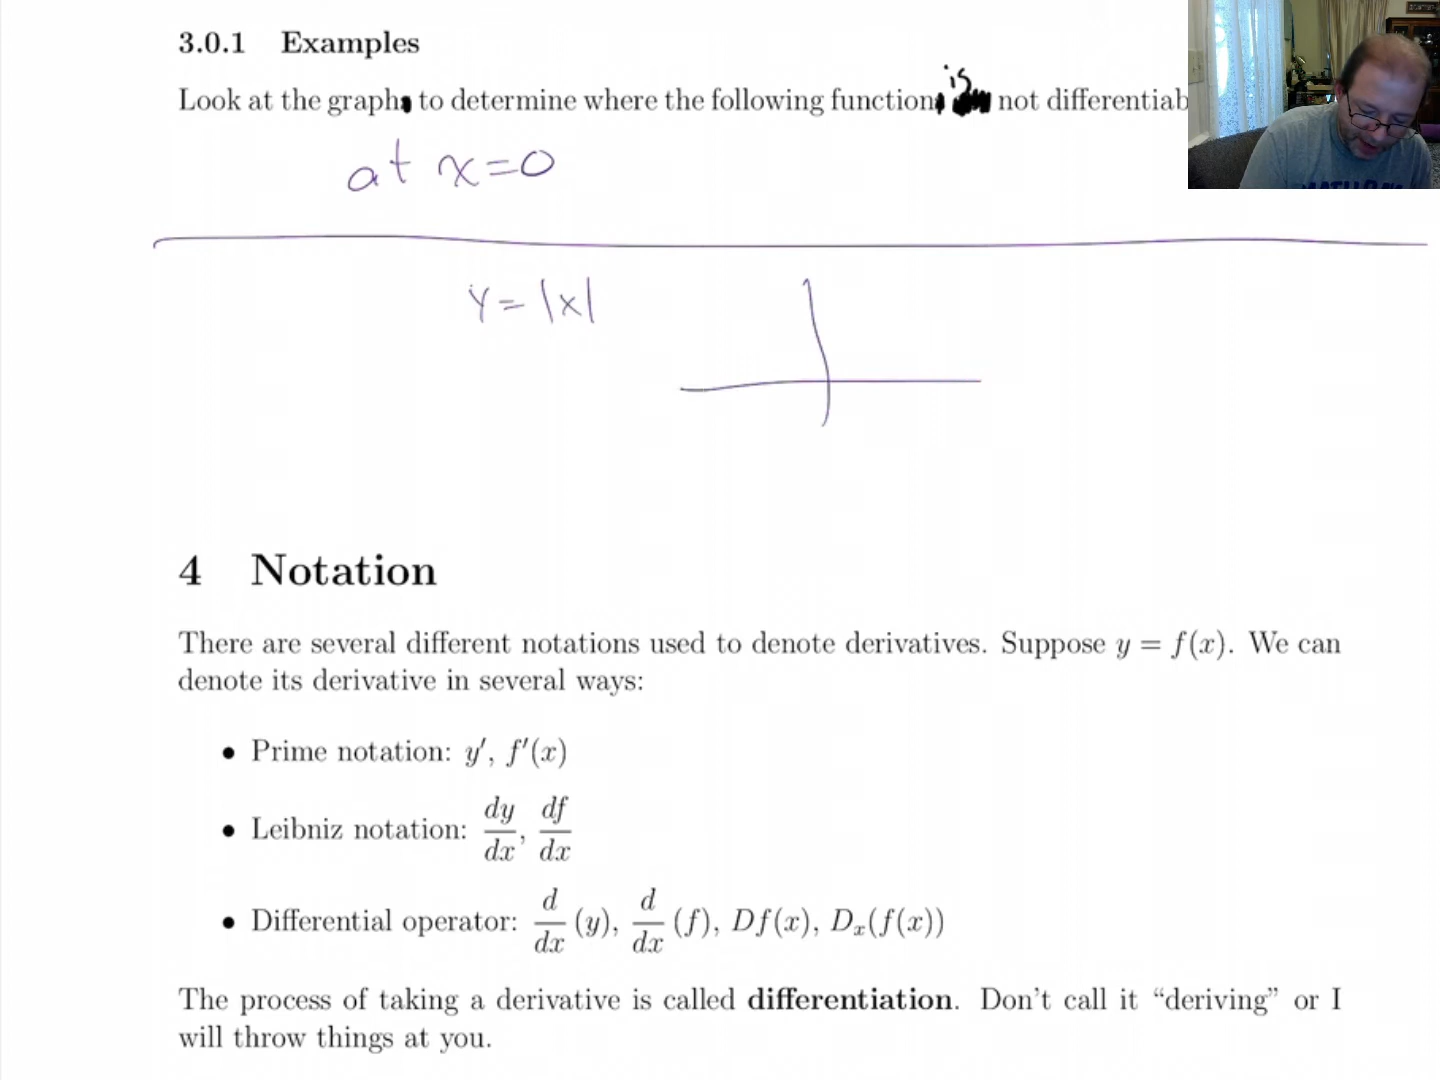 3.0.1 Examples
Look at the graph to determine where the following function is not differentiab
at x=0
y = |x|
4 Notation
There are several different notations used to denote derivatives. Suppose y = f(x). We can
denote its derivative in several ways:
• Prime notation: y′, f′(x)
• Leibniz notation: dy/dx, df/dx
• Differential operator: d/dx (y), d/dx (f), Df(x), Dₓ(f(x))
The process of taking a derivative is called differentiation. Don't call it “deriving” or I
will throw things at you.